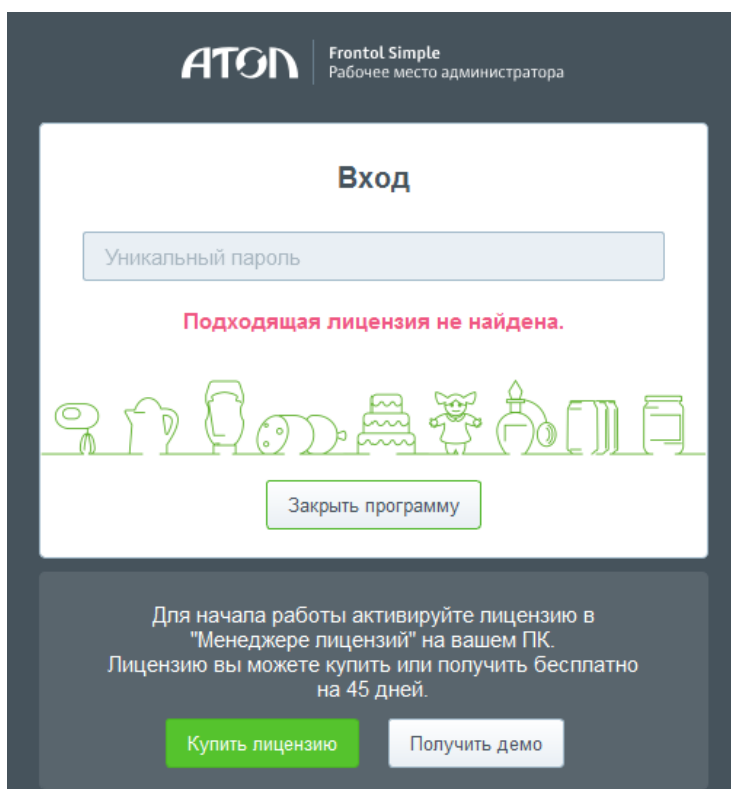 АТОЛ
Frontol Simple
Рабочее место администратора
Вход
Уникальный пароль
Подходящая лицензия не найдена.
Закрыть программу
Для начала работы активируйте лицензию в
"Менеджере лицензий" на вашем ПК.
Лицензию вы можете купить или получить бесплатно
на 45 дней.
Купить лицензию
Получить демо